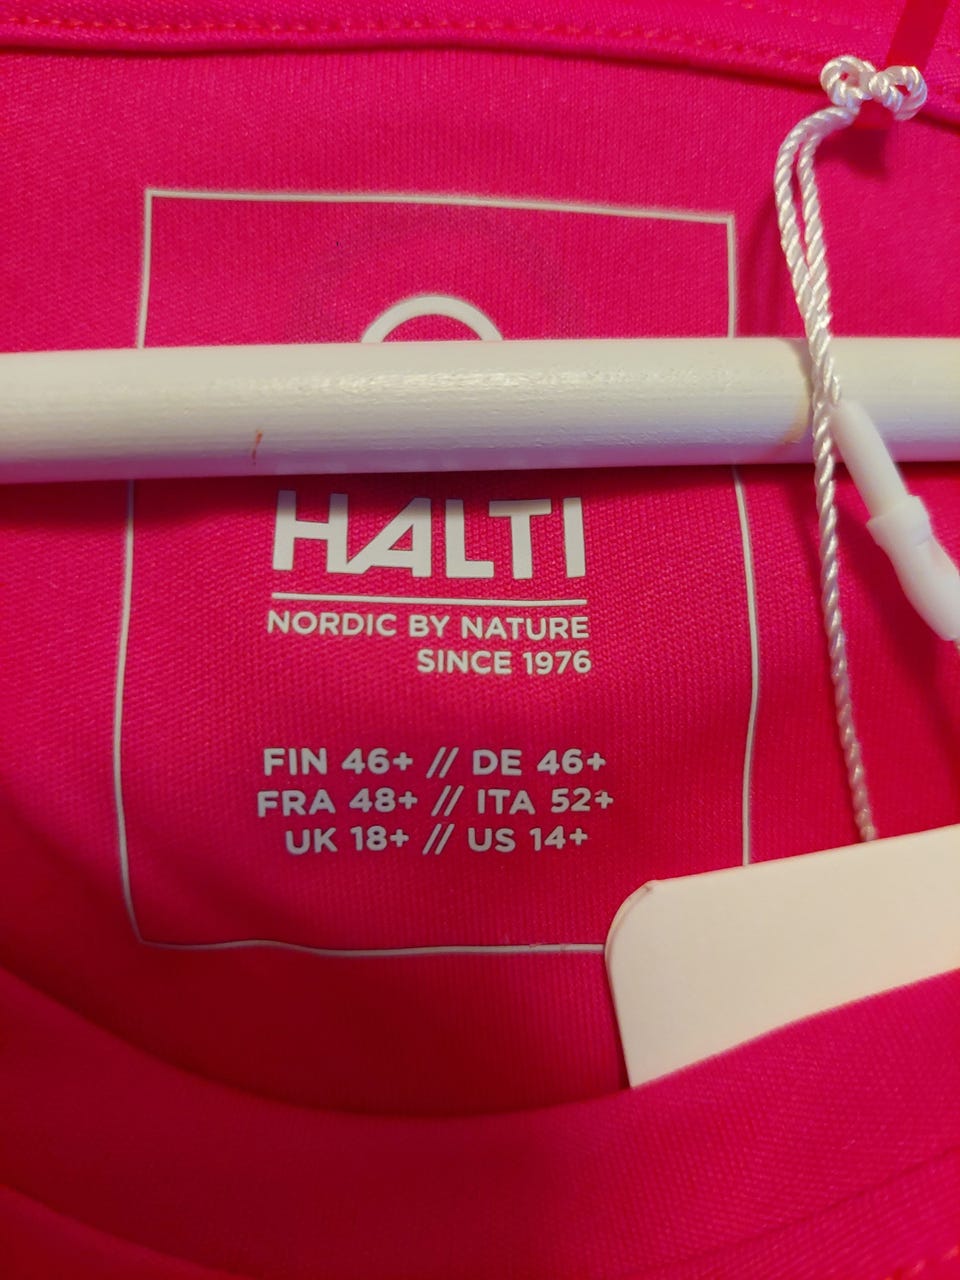 HALTI
NORDIC BY NATURE
SINCE 1976
FIN 46+ // DE 46+
FRA 48+ // ITA 52+
UK 18+ // US 14+